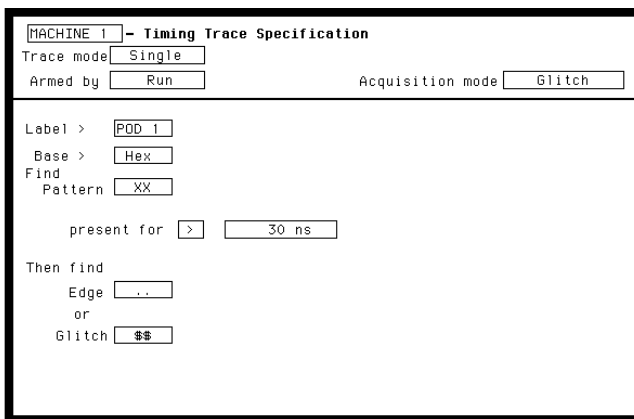 MACHINE 1 - Timing Trace Specification
Trace mode Single
Armed by Run Acquisition mode Glitch
Label > POD 1
Base > Hex
Find
Pattern XX
present for > 30 ns
Then find
Edge ..
or
Glitch $$